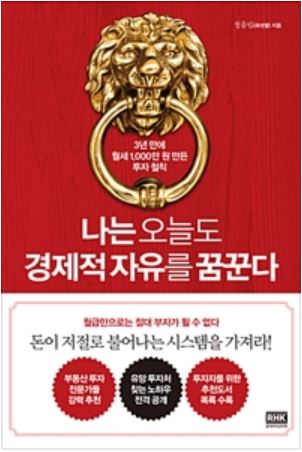 청울림(유대열) 지음
3년 만에
월세 1,000만 원 만든
투자 철칙
나는 오늘도
경제적 자유를 꿈꾼다
월급만으로는 절대 부자가 될 수 없다
돈이 저절로 불어나는 시스템을 가져라!
부동산 투자
전문가들
강력 추천
유망 투자처
찾는 노하우
전격 공개
투자자를 위한
추천도서
목록 수록
RHK